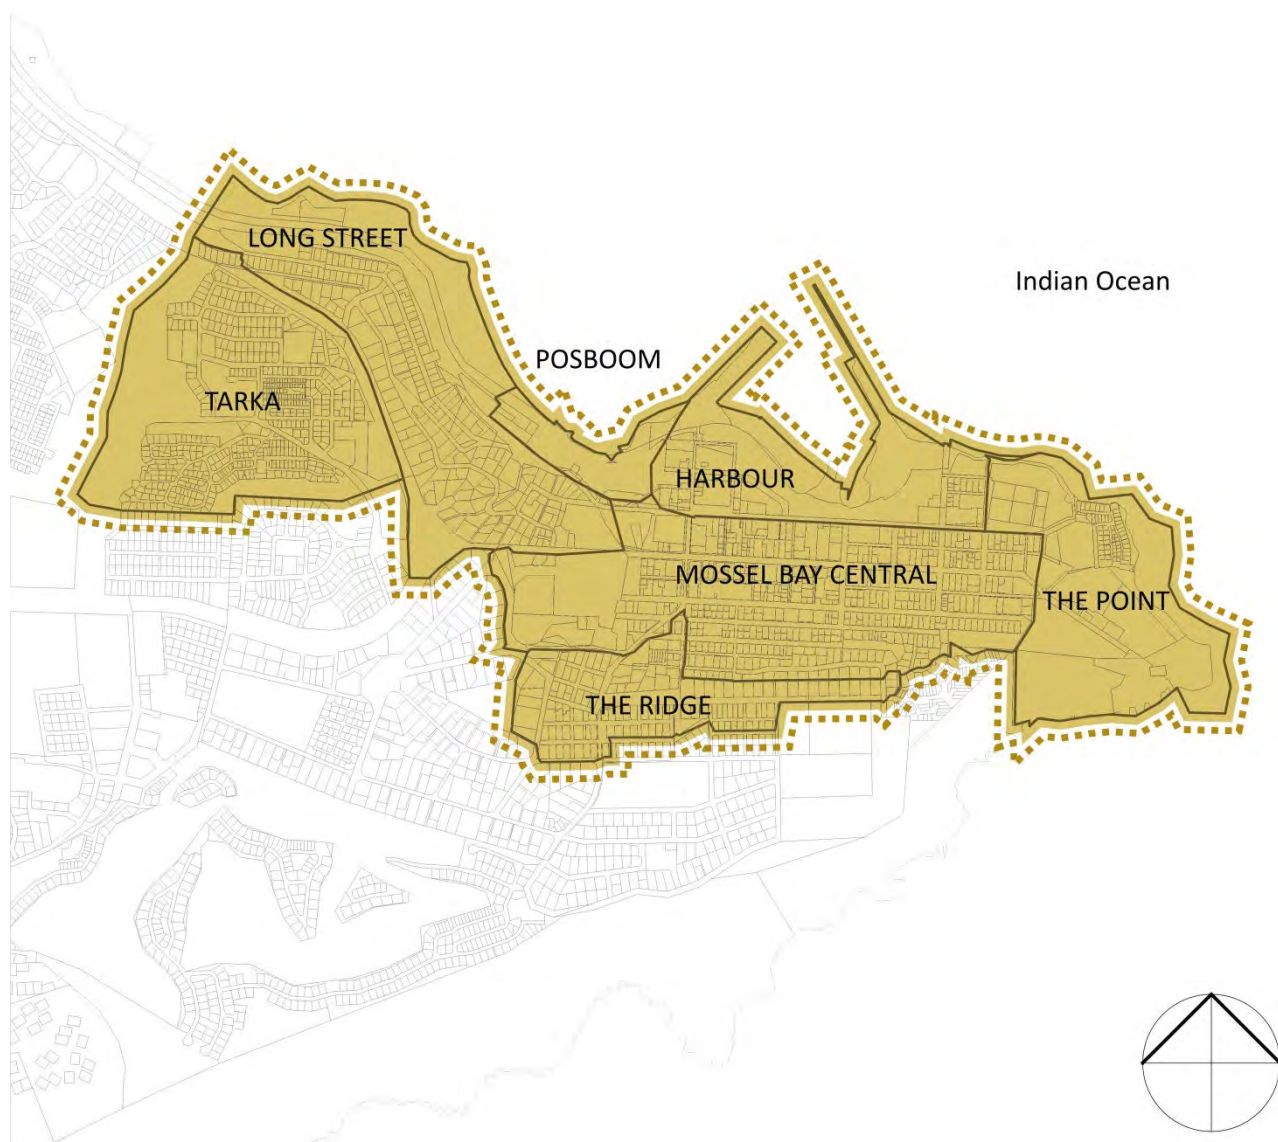 LONG STREET
Indian Ocean
POSBOOM
TARKA
HARBOUR
MOSSEL BAY CENTRAL
THE POINT
THE RIDGE